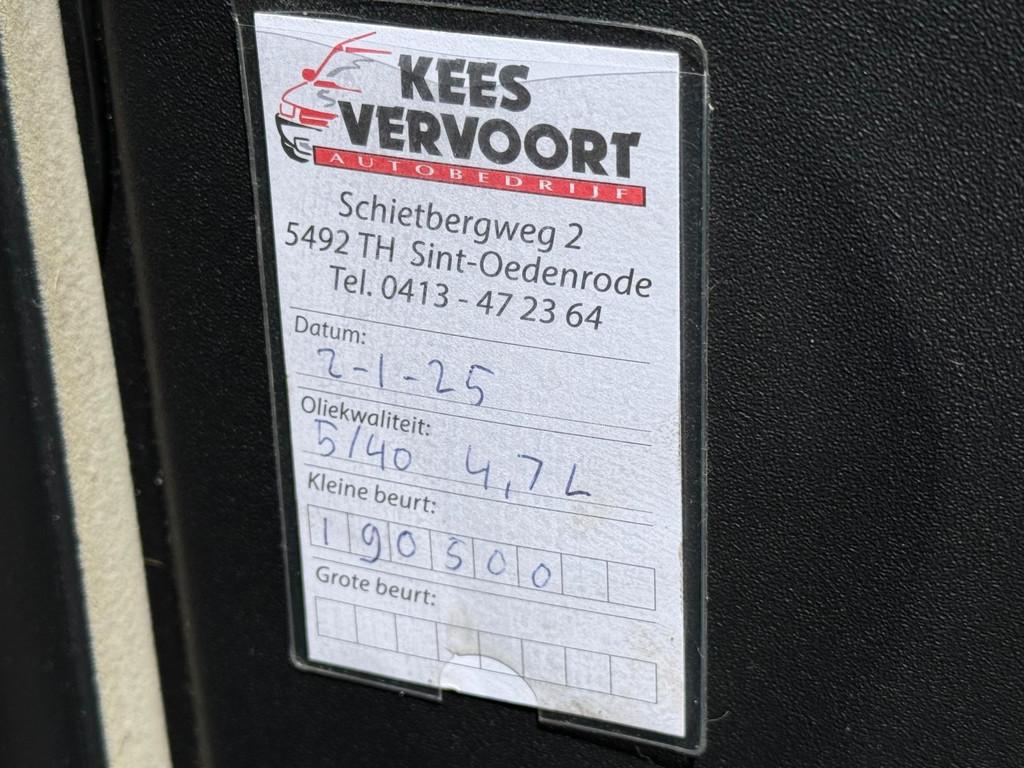 KEES
VERVOORT
AUTOBEDRIJF
Schietbergweg 2
5492 TH Sint-Oedenrode
Tel. 0413 - 47 23 64
Datum:
2-1-25
Oliekwaliteit:
5/40 4,7 L
Kleine beurt:
190500
Grote beurt: